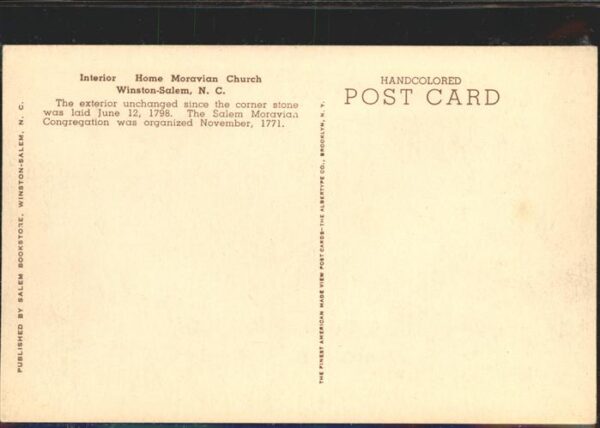 Interior Home Moravian Church
Winston-Salem, N. C.
The exterior unchanged since the corner stone
was laid June 12, 1798. The Salem Moravian
Congregation was organized November, 1771.
PUBLISHED BY SALEM BOOKSTORE, WINSTON-SALEM, N. C.
THE FINEST AMERICAN MADE VIEW POST CARDS—THE ALBERTYPE CO., BROOKLYN, N. Y.
HANDCOLORED
POST CARD